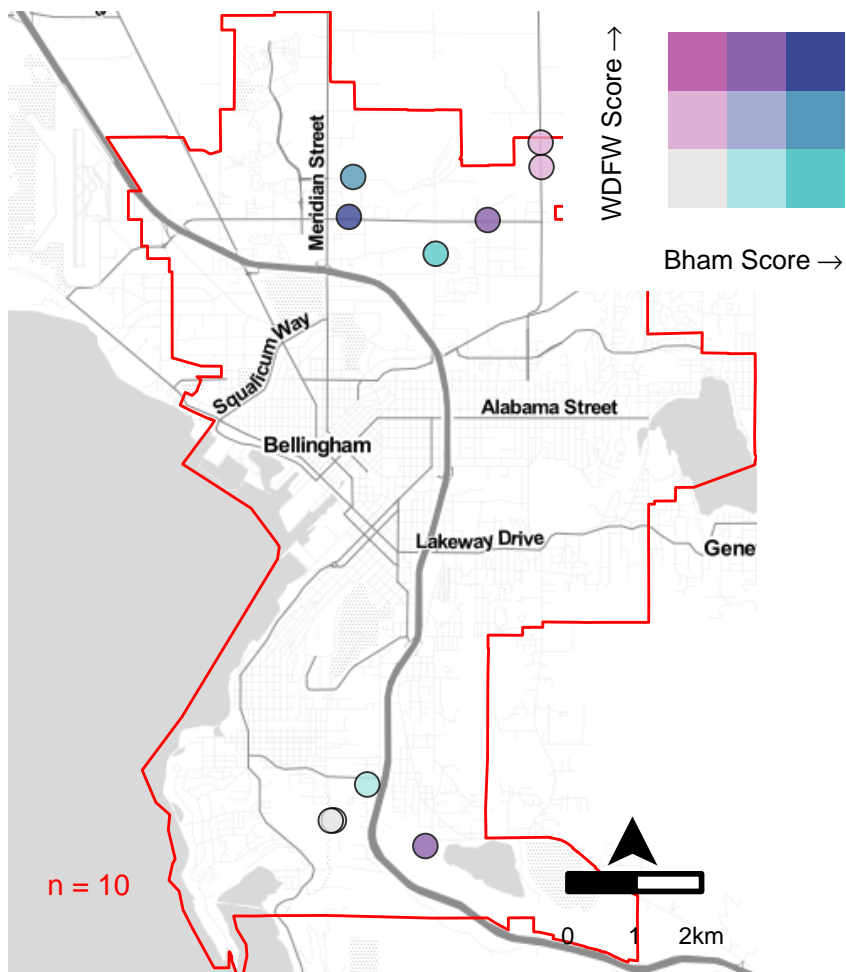 WDFW Score →
Bham Score →
Meridian Street
Squalicum Way
Alabama Street
Bellingham
Lakeway Drive
Gene
n = 10
0 1 2km